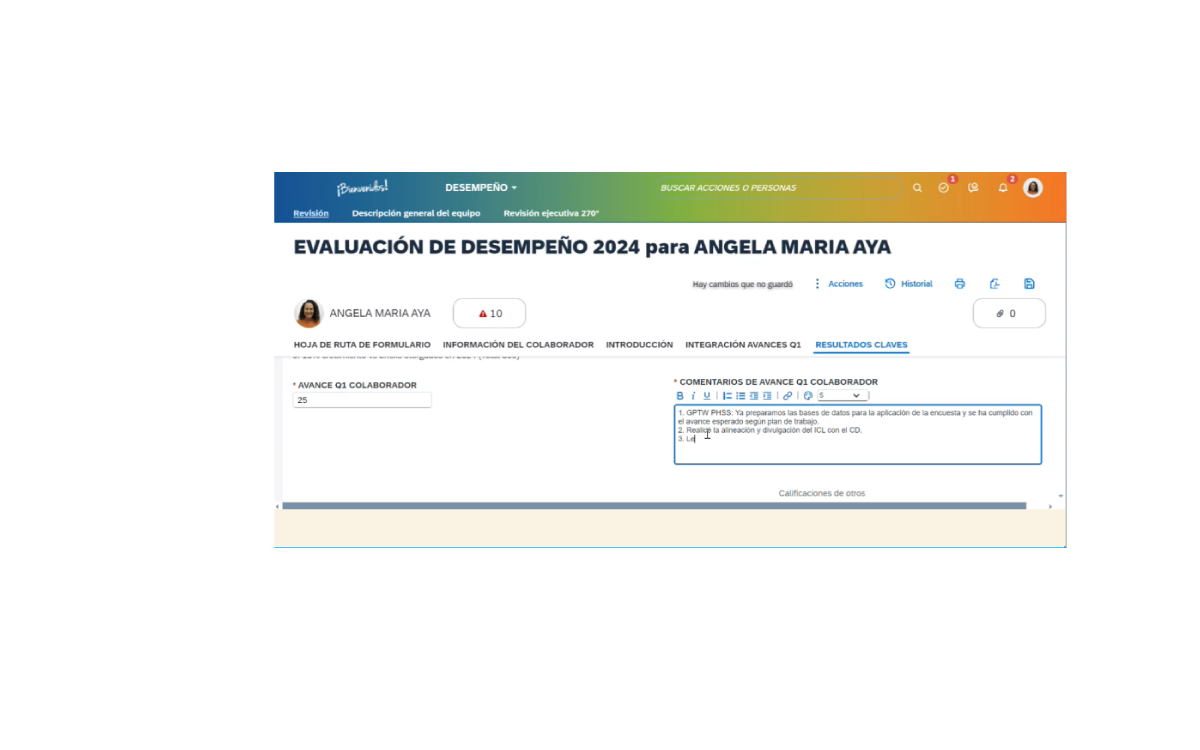 ¡Bienvenidos!
DESEMPEÑO
BUSCAR ACCIONES O PERSONAS
1
2
Revisión
Descripción general del equipo
Revisión ejecutiva 270°
EVALUACIÓN DE DESEMPEÑO 2024 para ANGELA MARIA AYA
Hay cambios que no guardó
Acciones
Historial
ANGELA MARIA AYA
10
0
HOJA DE RUTA DE FORMULARIO
INFORMACIÓN DEL COLABORADOR
INTRODUCCIÓN
INTEGRACIÓN AVANCES Q1
RESULTADOS CLAVES
* AVANCE Q1 COLABORADOR
25
* COMENTARIOS DE AVANCE Q1 COLABORADOR
B i U S
1. GPTW PHSS: Ya preparamos las bases de datos para la aplicación de la encuesta y se ha cumplido con
el avance esperado según plan de trabajo.
2. Realicé la alineación y divulgación del ICL con el CD.
3. Le
Calificaciones de otros